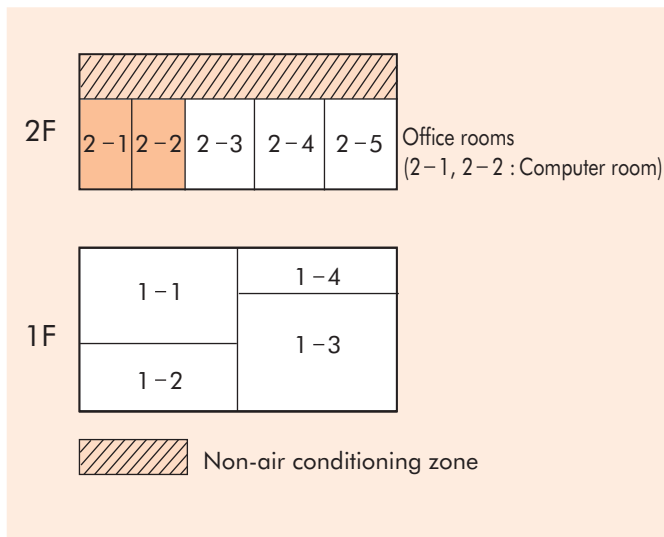 2F
2–1 2–2 2–3 2–4 2–5
Office rooms
(2–1, 2–2 : Computer room)
1F
1–1
1–4
1–3
1–2
Non-air conditioning zone